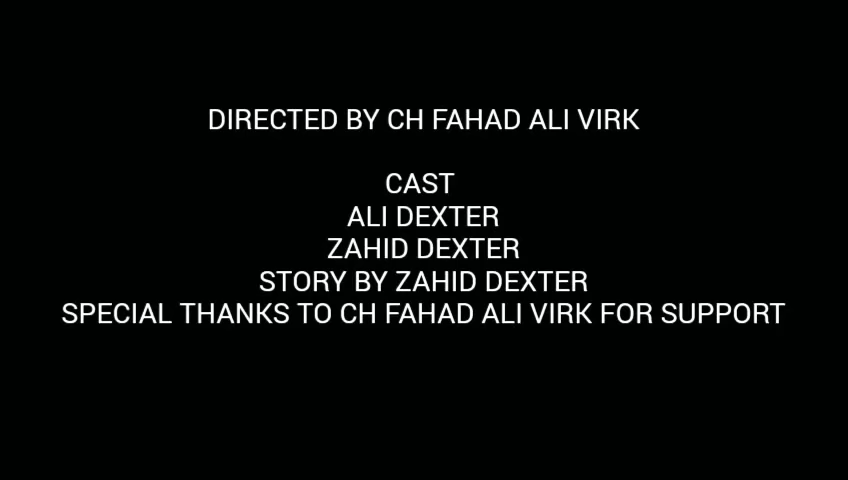 DIRECTED BY CH FAHAD ALI VIRK
CAST
ALI DEXTER
ZAHID DEXTER
STORY BY ZAHID DEXTER
SPECIAL THANKS TO CH FAHAD ALI VIRK FOR SUPPORT